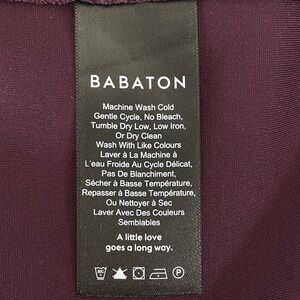 BABATON
Machine Wash Cold
Gentle Cycle, No Bleach,
Tumble Dry Low, Low iron,
Or Dry Clean
Wash With Like Colours
Laver À La Machine à
L'eau Froide Au Cycle Délicat,
Pas De Blanchiment,
Sécher à Basse Température,
Repasser à Basse Température,
Ou Nettoyer à Sec
Laver Avec Des Couleurs
Semblables
A little love
goes a long way.